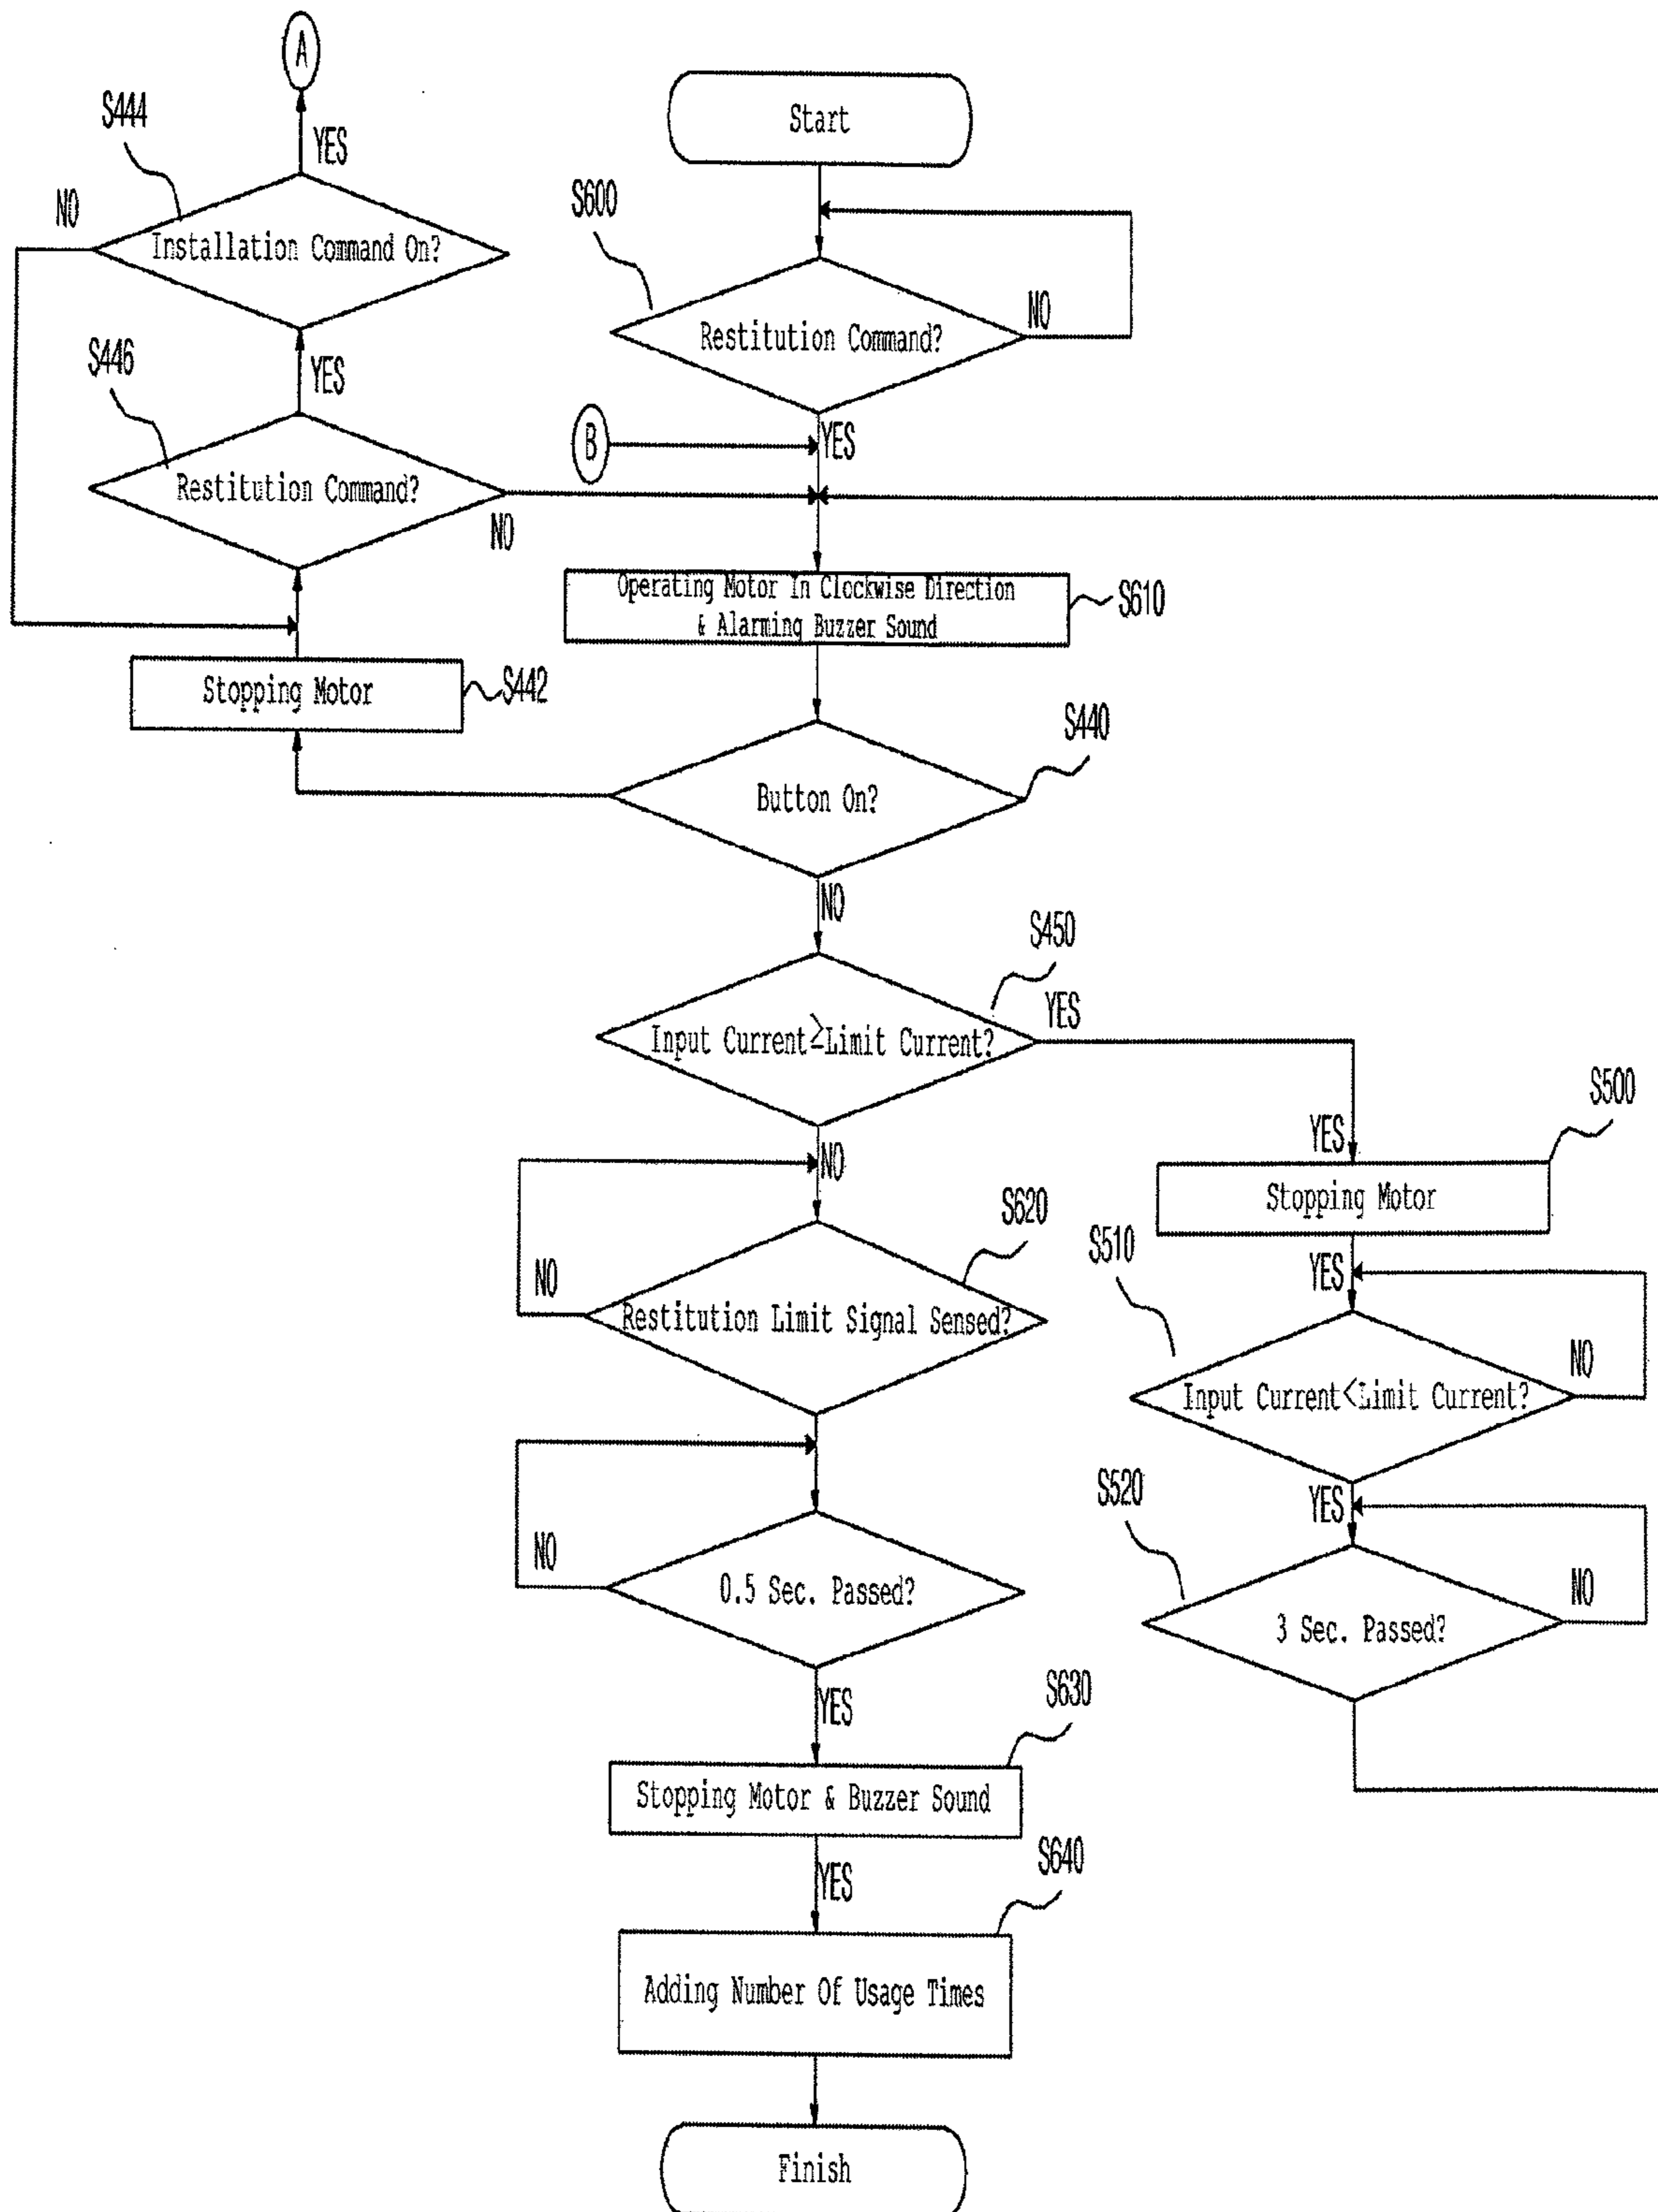 A
S444
YES
NO
Installation Command On?
S446
YES
Restitution Command?
NO
Stopping Motor
S442
Start
S600
Restitution Command?
NO
B
YES
Operating Motor In Clockwise Direction
& Alarming Buzzer Sound
S610
S440
Button On?
NO
S450
Input Current≥Limit Current?
YES
NO
S620
NO
Restitution Limit Signal Sensed?
NO
0.5 Sec. Passed?
YES
S630
Stopping Motor & Buzzer Sound
YES
S640
Adding Number Of Usage Times
Finish
YES
S500
Stopping Motor
YES
S510
NO
Input Current<Limit Current?
YES
S520
NO
3 Sec. Passed?